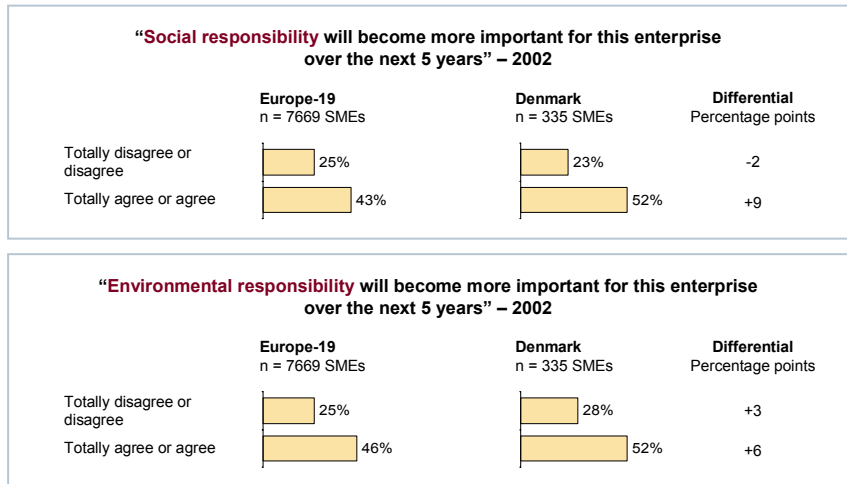 “Social responsibility will become more important for this enterprise
over the next 5 years” – 2002
Europe-19 Denmark Differential
n = 7669 SMEs n = 335 SMEs Percentage points
Totally disagree or
disagree 25% 23% -2
Totally agree or agree 43% 52% +9
“Environmental responsibility will become more important for this enterprise
over the next 5 years” – 2002
Europe-19 Denmark Differential
n = 7669 SMEs n = 335 SMEs Percentage points
Totally disagree or
disagree 25% 28% +3
Totally agree or agree 46% 52% +6